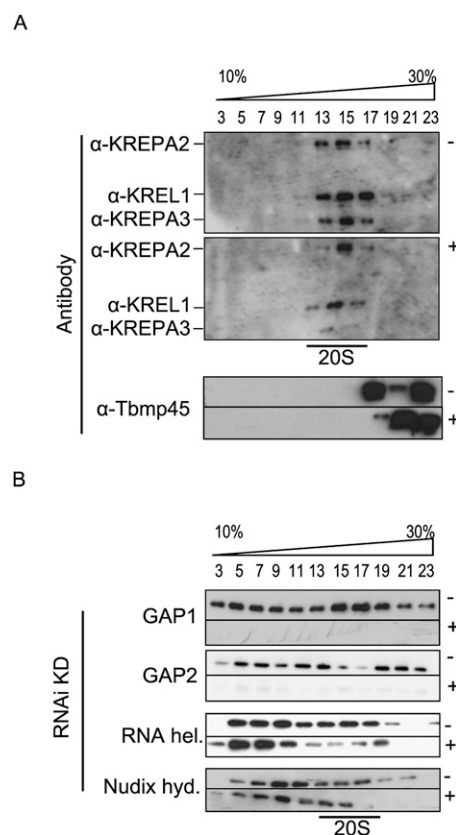 A
10% 30%
3 5 7 9 11 13 15 17 19 21 23
α-KREPA2 -
α-KREL1
α-KREPA3
α-KREPA2 +
α-KREL1
α-KREPA3
20S
Antibody
α-Tbmp45 -
+
B
10% 30%
3 5 7 9 11 13 15 17 19 21 23
GAP1 -
+
GAP2 -
+
RNAi KD
RNA hel. -
+
Nudix hyd. -
+
20S